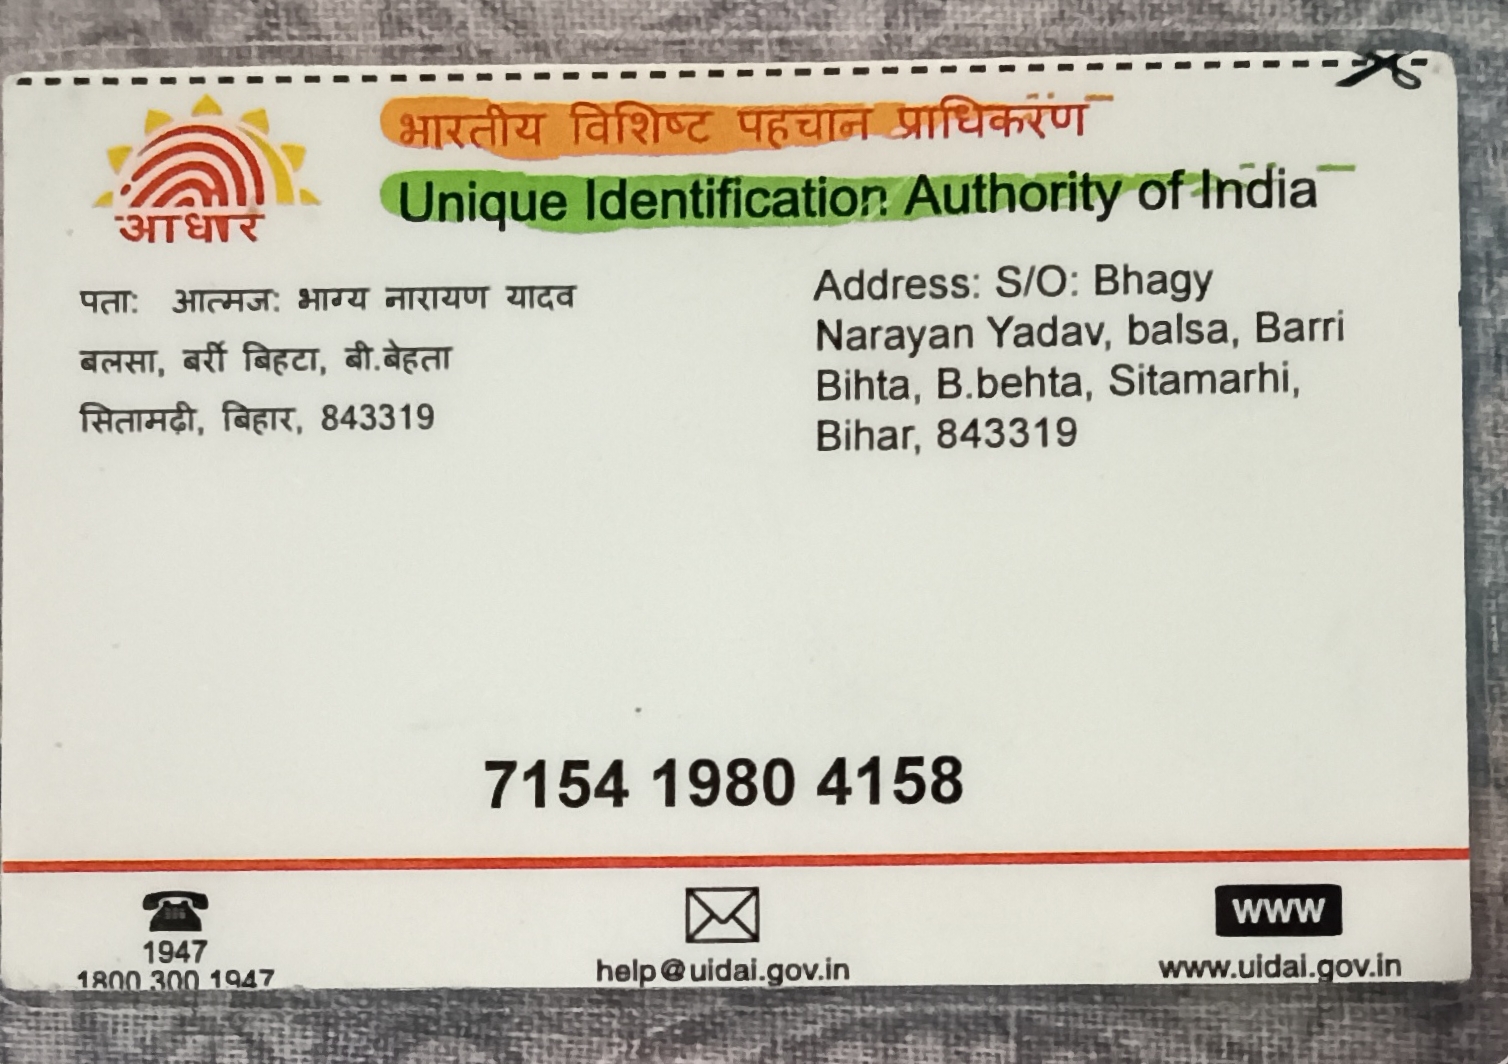 भारतीय विशिष्ट पहचान प्राधिकरण
Unique Identification Authority of India
आधार
पता: आत्मज: भाग्य नारायण यादव
बलसा, बर्री बिहटा, बी.बेहता
सितामढ़ी, बिहार, 843319
Address: S/O: Bhagy
Narayan Yadav, balsa, Barri
Bihta, B.behta, Sitamarhi,
Bihar, 843319
7154 1980 4158
1947
1800 300 1947
help@uidai.gov.in
WWW
www.uidai.gov.in